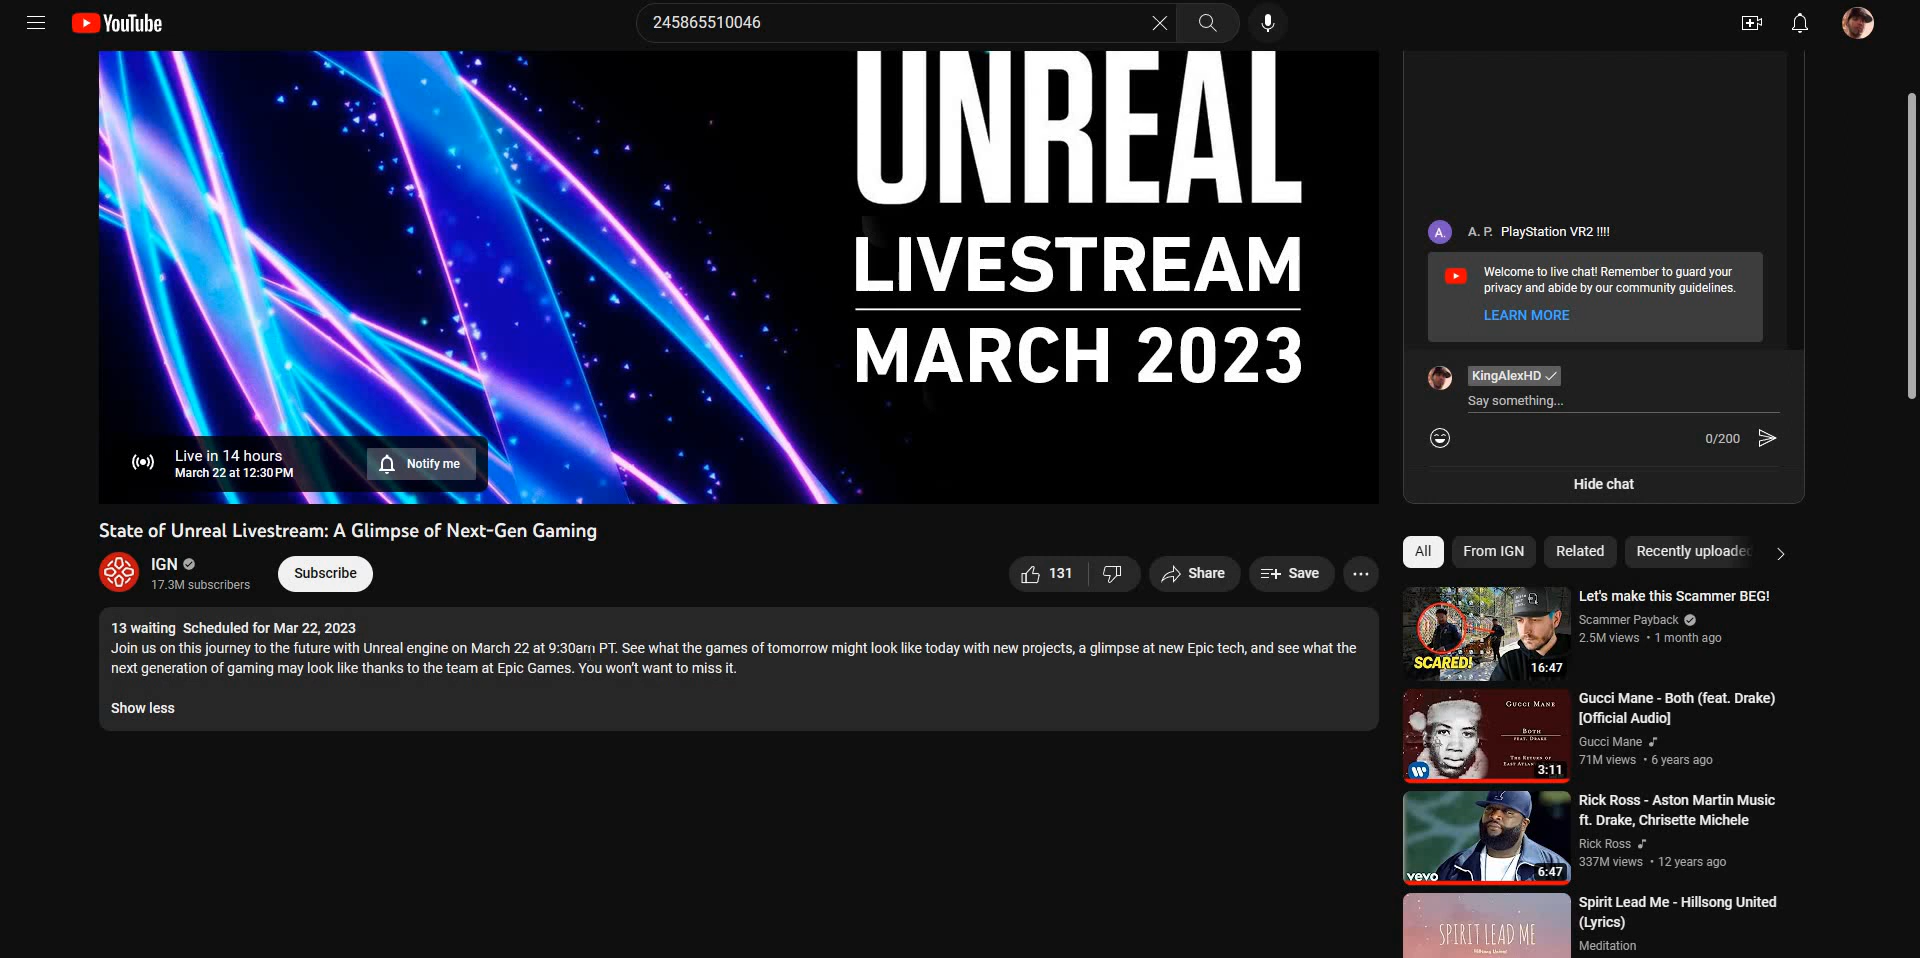 YouTube
245865510046
UNREAL
LIVESTREAM
MARCH 2023
Live in 14 hours
March 22 at 12:30 PM
Notify me
A.
A. P. PlayStation VR2 !!!!
Welcome to live chat! Remember to guard your
privacy and abide by our community guidelines.
LEARN MORE
KingAlexHD
Say something...
0/200
Hide chat
State of Unreal Livestream: A Glimpse of Next-Gen Gaming
IGN
17.3M subscribers
Subscribe
131
Share
Save
13 waiting Scheduled for Mar 22, 2023
Join us on this journey to the future with Unreal engine on March 22 at 9:30am PT. See what the games of tomorrow might look like today with new projects, a glimpse at new Epic tech, and see what the
next generation of gaming may look like thanks to the team at Epic Games. You won’t want to miss it.
Show less
All
From IGN
Related
Recently uploaded
SCARED!
16:47
Let's make this Scammer BEG!
Scammer Payback
2.5M views • 1 month ago
GUCCI MANE
BOTH
FEAT. DRAKE
THE RETURN OF
3:11
Gucci Mane - Both (feat. Drake)
[Official Audio]
Gucci Mane
71M views • 6 years ago
vevo
6:47
Rick Ross - Aston Martin Music
ft. Drake, Chrisette Michele
Rick Ross
337M views • 12 years ago
SPIRIT LEAD ME
Spirit Lead Me - Hillsong United
(Lyrics)
Meditation